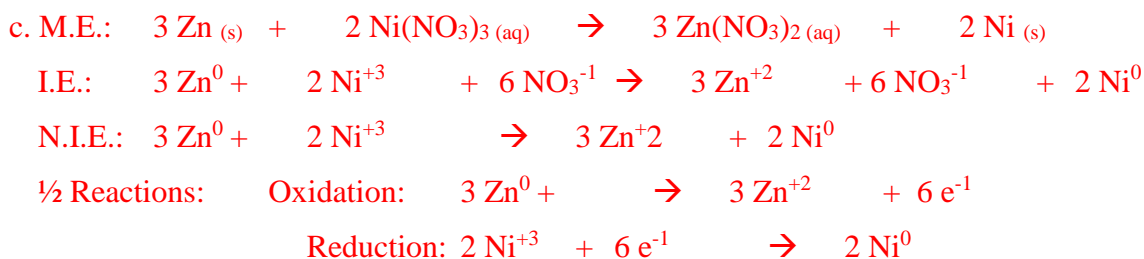 c. M.E.: 3 Zn (s) + 2 Ni(NO₃)₃ (aq) → 3 Zn(NO₃)₂ (aq) + 2 Ni (s)
I.E.: 3 Zn⁰ + 2 Ni⁺³ + 6 NO₃⁻¹ → 3 Zn⁺² + 6 NO₃⁻¹ + 2 Ni⁰
N.I.E.: 3 Zn⁰ + 2 Ni⁺³ → 3 Zn⁺2 + 2 Ni⁰
½ Reactions: Oxidation: 3 Zn⁰ + → 3 Zn⁺² + 6 e⁻¹
Reduction: 2 Ni⁺³ + 6 e⁻¹ → 2 Ni⁰